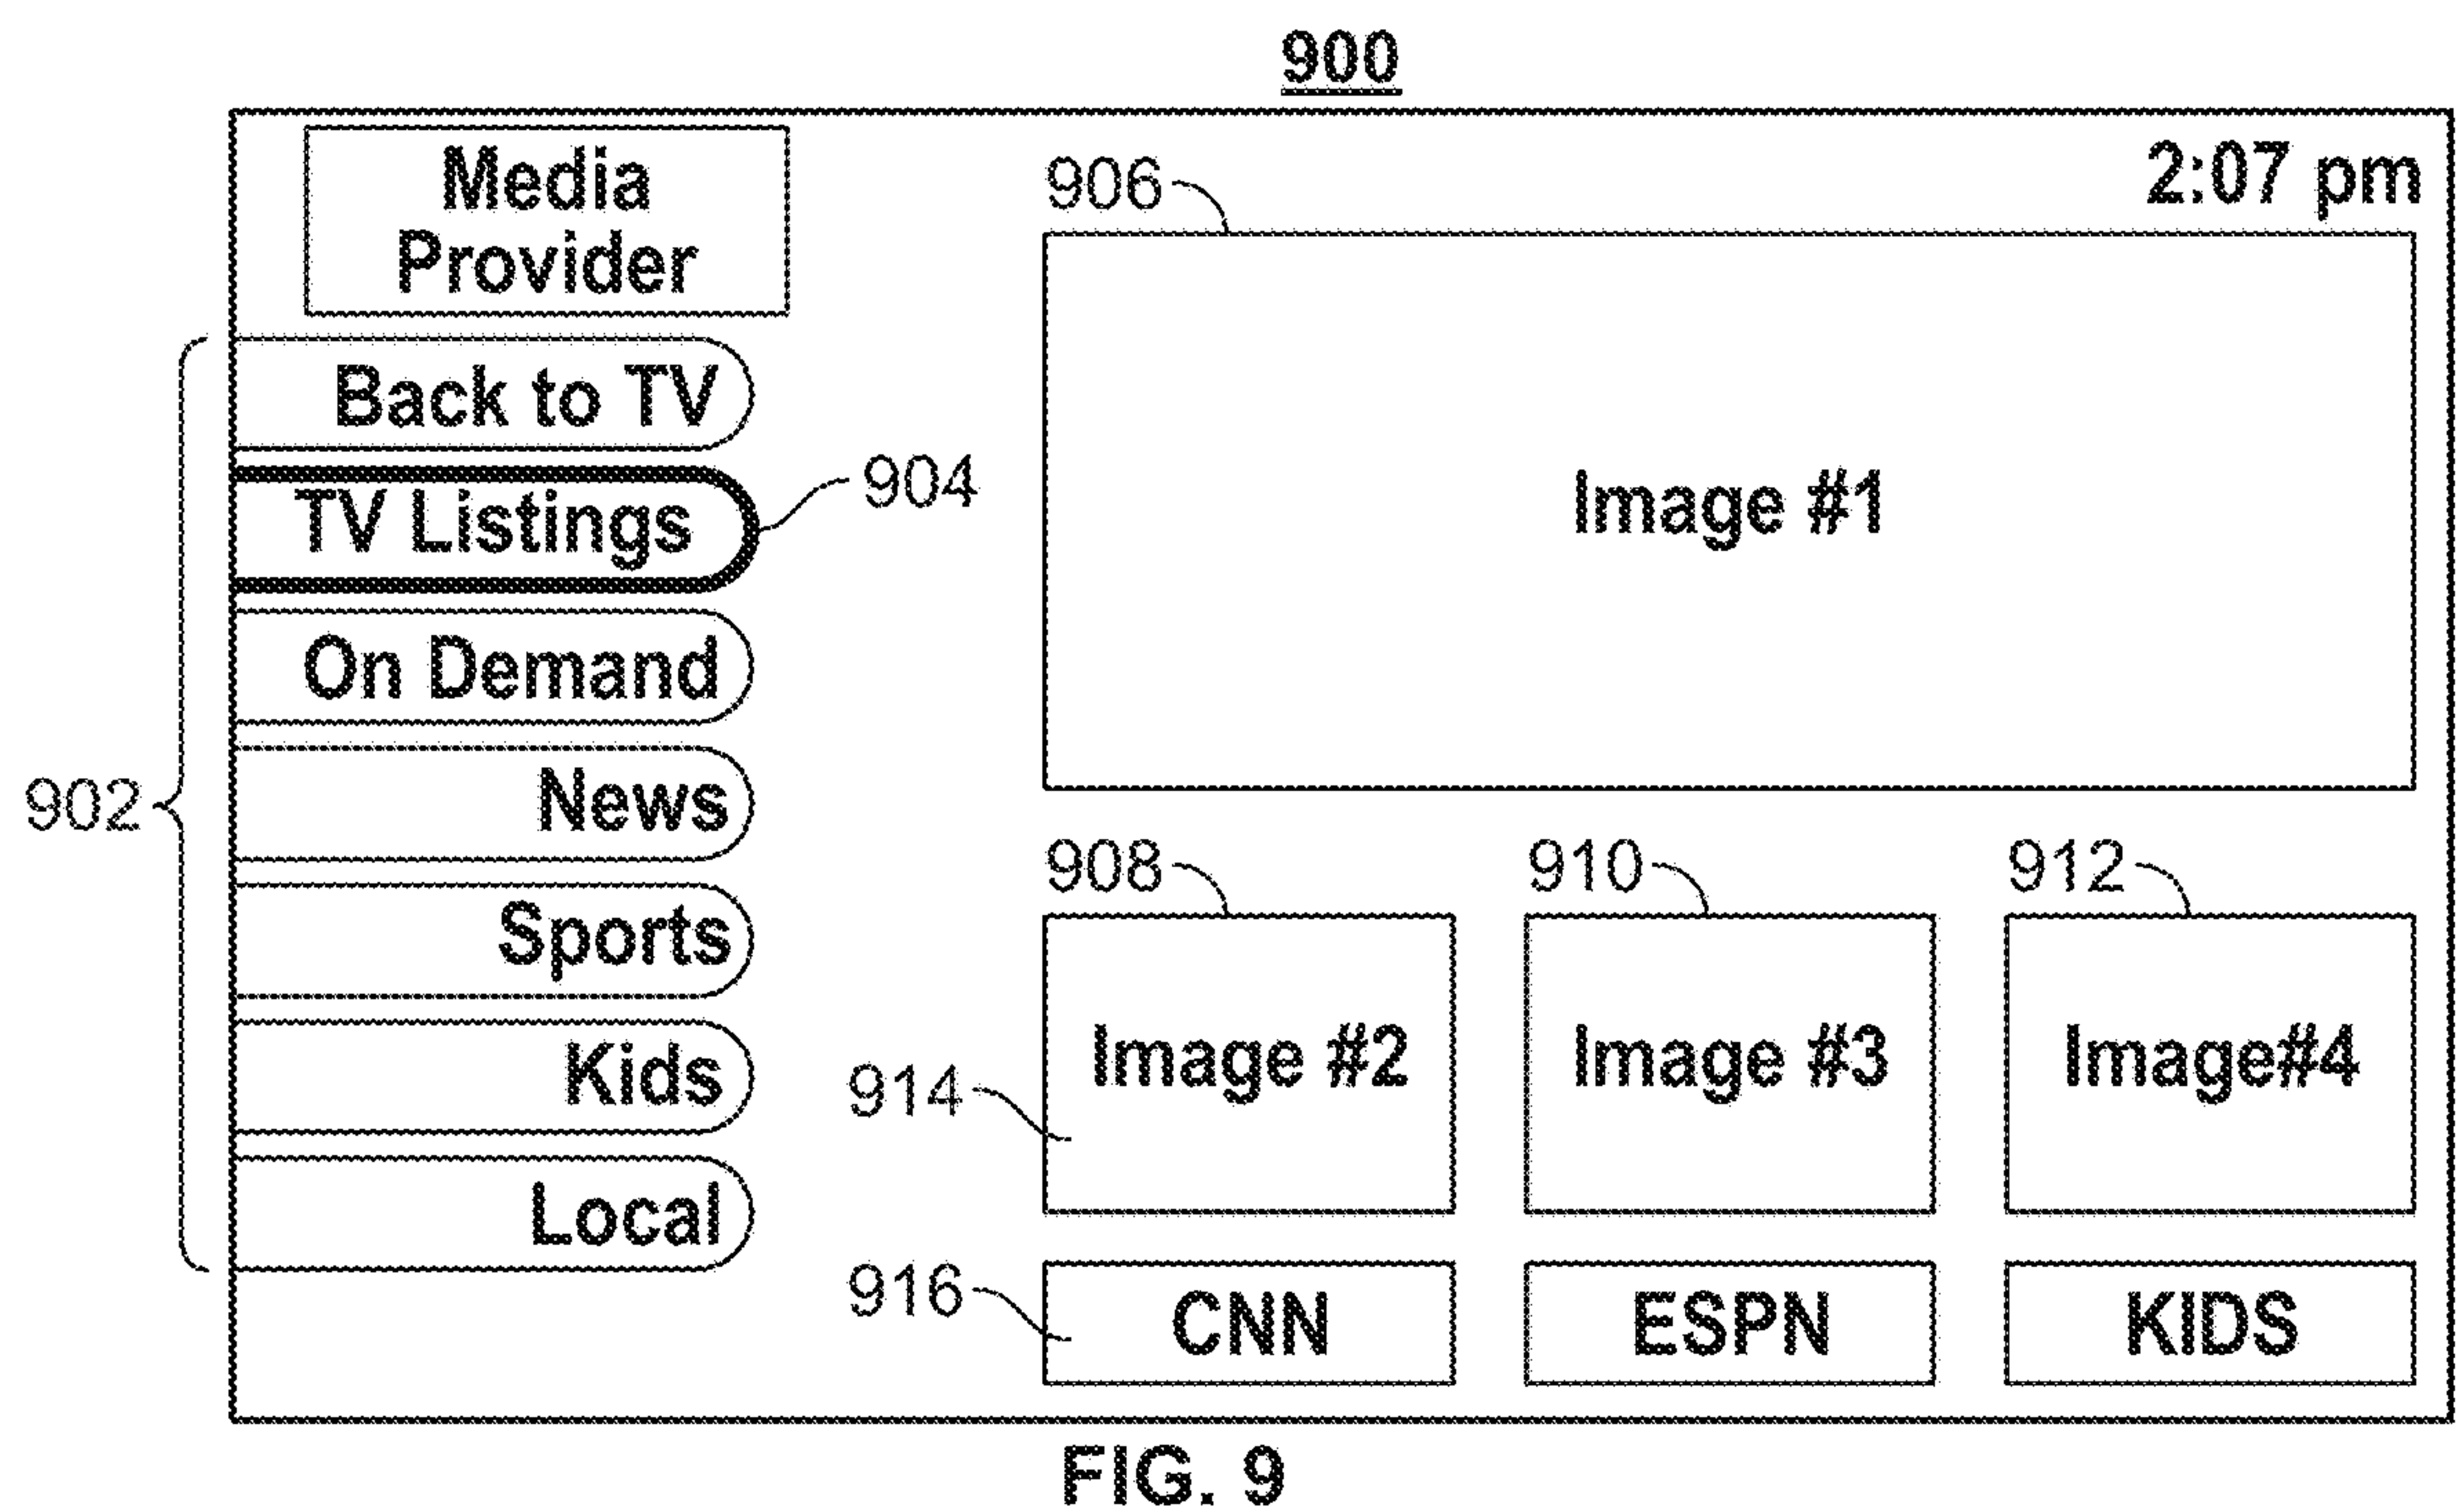 900
Media
Provider
2:07 pm
906
Back to TV
904
TV Listings
Image #1
On Demand
902
News
908
910
912
Sports
Kids
914
Image #2
Image #3
Image#4
Local
916
CNN
ESPN
KIDS
FIG. 9